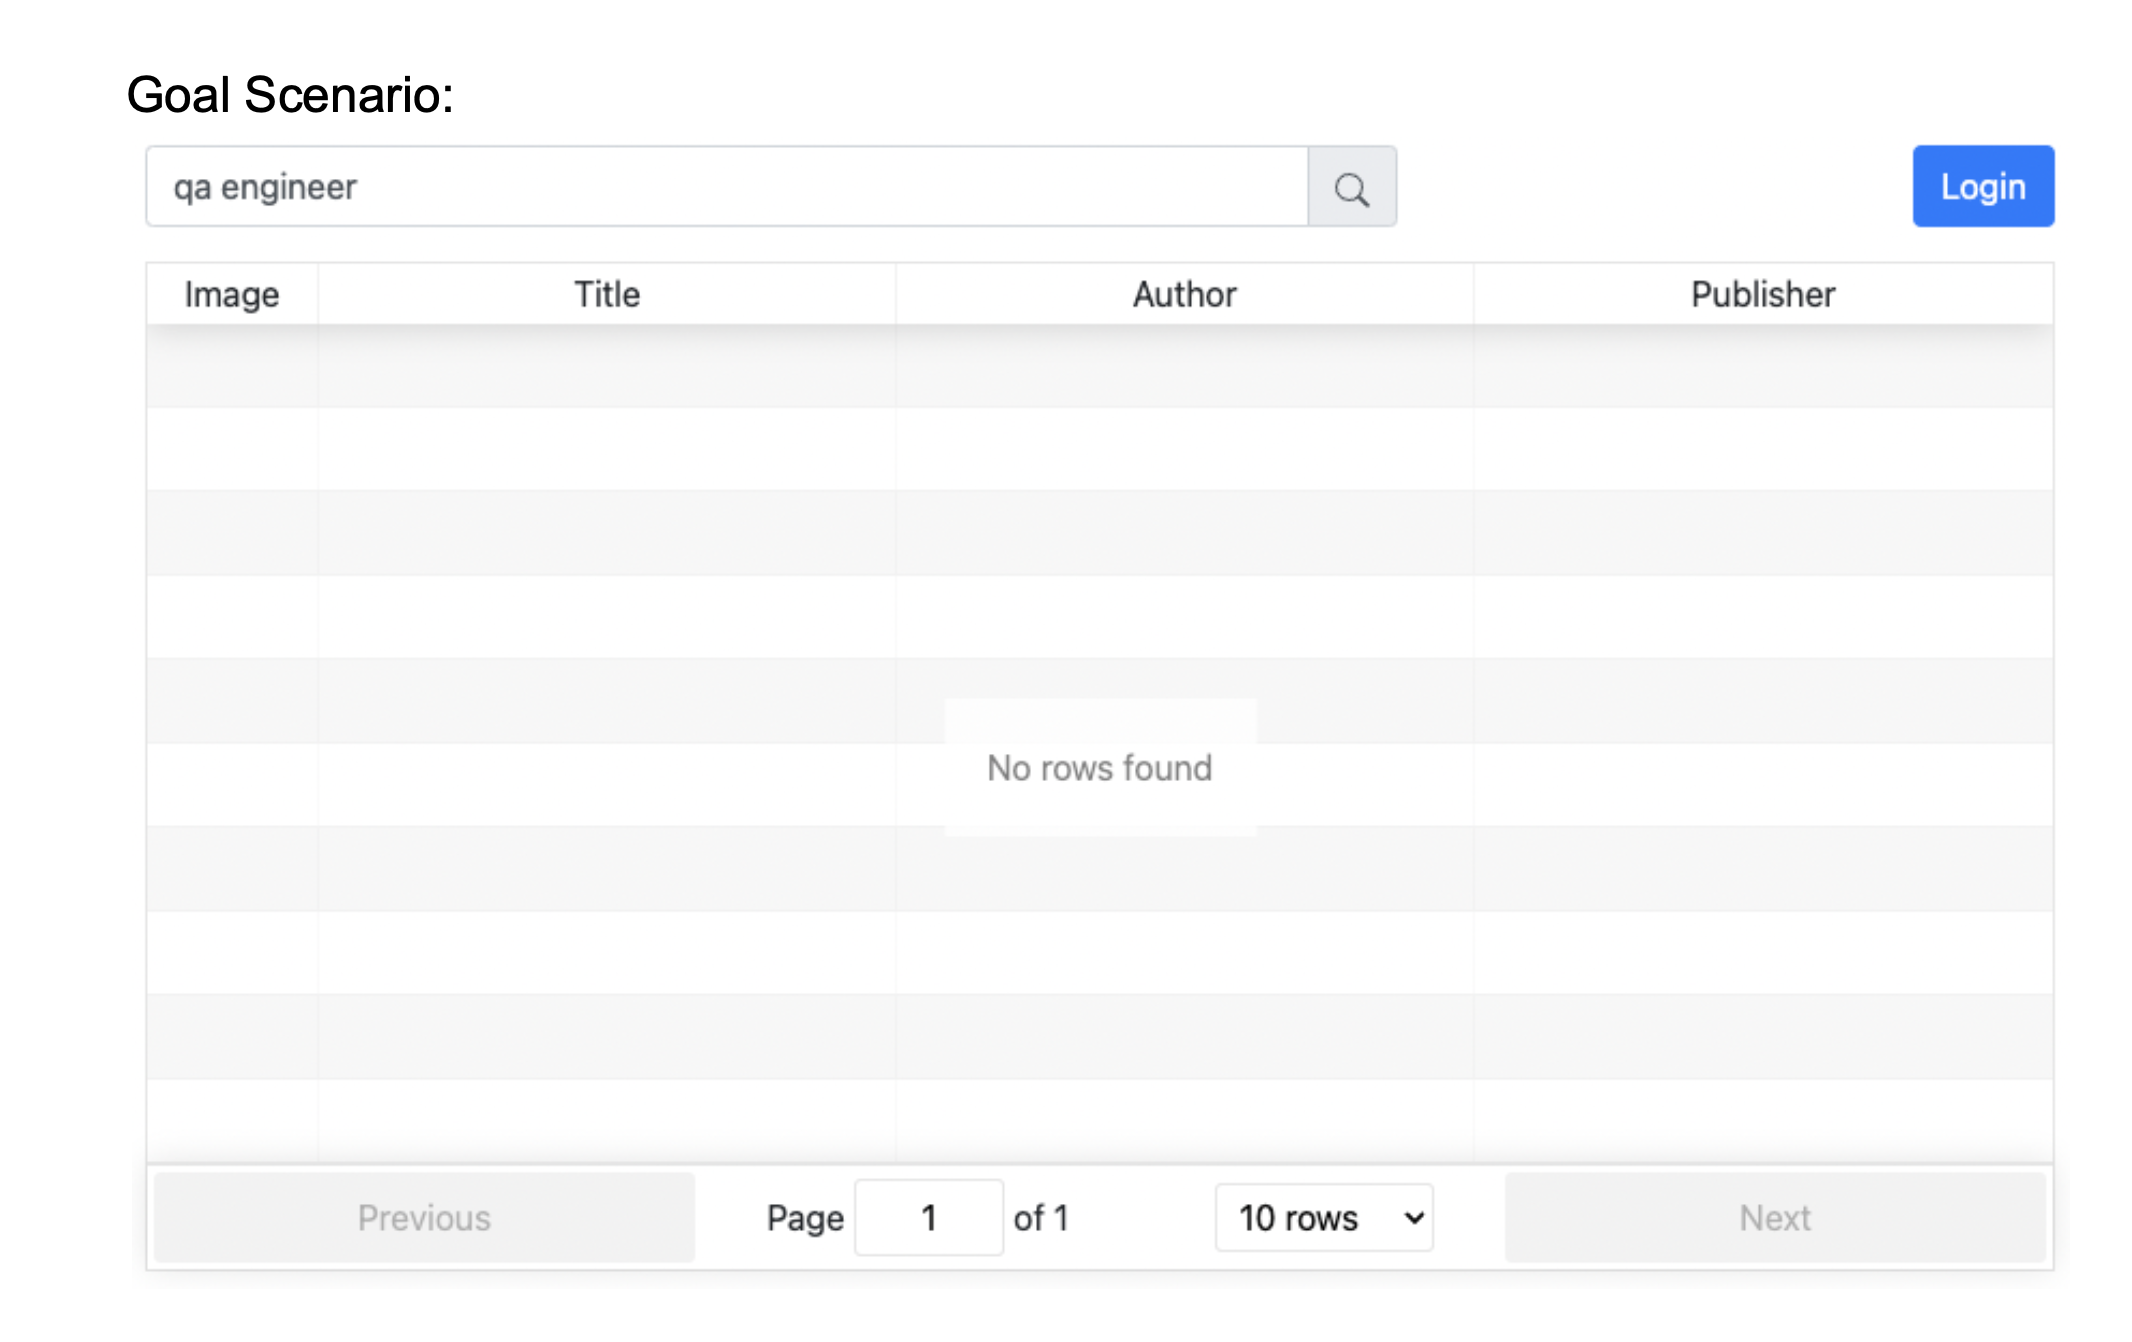 Goal Scenario:
qa engineer
Login
Image Title Author Publisher
No rows found
Previous Page 1 of 1 10 rows Next